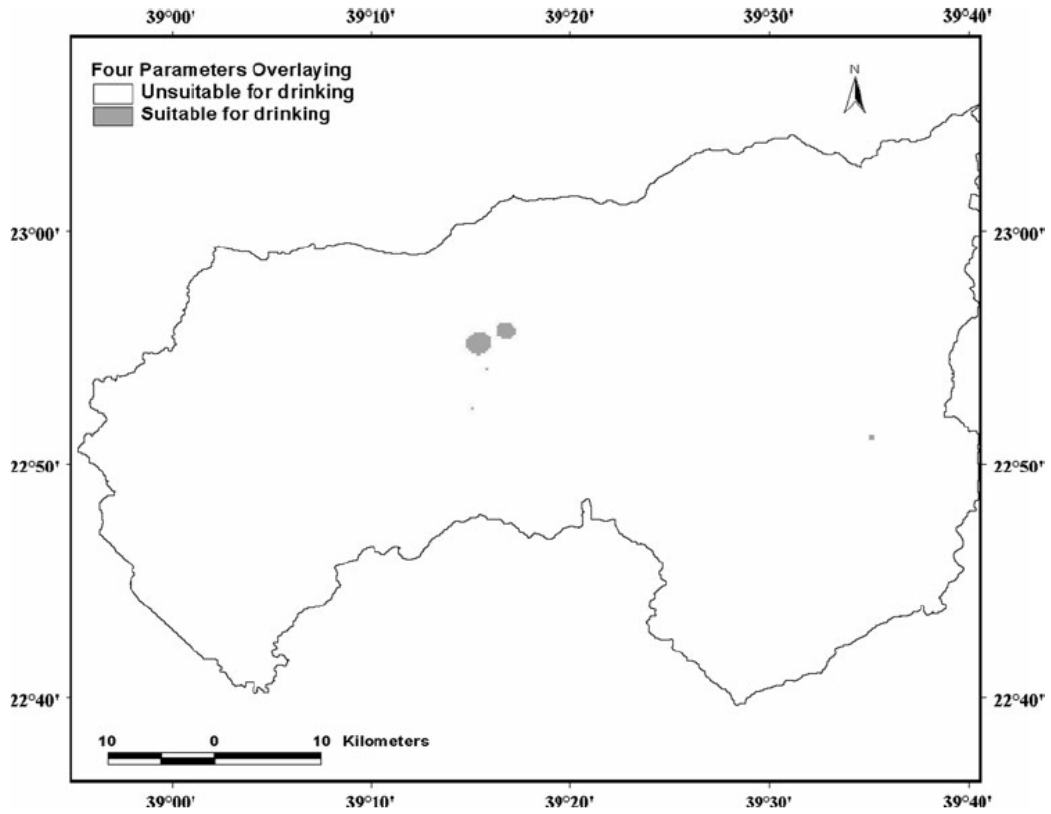 39°00' 39°10' 39°20' 39°30' 39°40'
Four Parameters Overlaying
Unsuitable for drinking
Suitable for drinking
N
23°00' 23°00'
22°50' 22°50'
22°40' 22°40'
10 0 10 Kilometers
39°00' 39°10' 39°20' 39°30' 39°40'